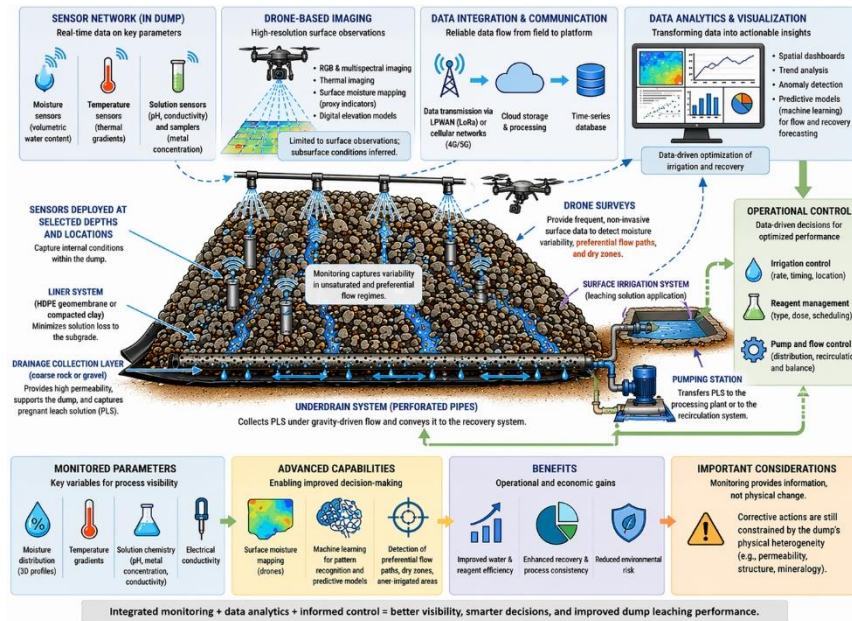 SENSOR NETWORK (IN DUMP)
Real-time data on key parameters
Moisture
sensors
(volumetric
water content)
Temperature
sensors
(thermal
gradients)
Solution sensors
(pH, conductivity)
and samplers
(metal
concentration)
DRONE-BASED IMAGING
High-resolution surface observations
• RGB & multispectral imaging
• Thermal imaging
• Surface moisture mapping
(proxy indicators)
• Digital elevation models
Limited to surface observations;
subsurface conditions inferred.
DATA INTEGRATION & COMMUNICATION
Reliable data flow from field to platform
Data transmission via
LPWAN (LoRa) or
cellular networks
(4G/5G)
Cloud storage
& processing
Time-series
database
DATA ANALYTICS & VISUALIZATION
Transforming data into actionable insights
• Spatial dashboards
• Trend analysis
• Anomaly detection
• Predictive models
(machine learning)
for flow and recovery
forecasting
Data-driven optimization of
irrigation and recovery
SENSORS DEPLOYED AT
SELECTED DEPTHS
AND LOCATIONS
Capture internal conditions
within the dump.
LINER SYSTEM
(HDPE geomembrane or
compacted clay)
Minimizes solution loss to
the subgrade.
DRAINAGE COLLECTION LAYER
(coarse rock or gravel)
Provides high permeability,
supports the dump, and captures
pregnant leach solution (PLS).
Monitoring captures variability
in unsaturated and preferential
flow regimes.
DRONE SURVEYS
Provide frequent, non-invasive
surface data to detect moisture
variability, preferential flow paths,
and dry zones.
SURFACE IRRIGATION SYSTEM
(leaching solution application)
PUMPING STATION
Transfers PLS to the
processing plant or to the
recirculation system.
UNDERDRAIN SYSTEM (PERFORATED PIPES)
Collects PLS under gravity-driven flow and conveys it to the recovery system.
OPERATIONAL CONTROL
Data-driven decisions for
optimized performance
Irrigation control
(rate, timing, location)
Reagent management
(type, dose, scheduling)
Pump and flow control
(distribution, recirculation
and balance)
MONITORED PARAMETERS
Key variables for process visibility
%
Moisture
distribution
(3D profiles)
Temperature
gradients
Solution chemistry
(pH, metal
concentration,
conductivity)
Electrical
conductivity
ADVANCED CAPABILITIES
Enabling improved decision-making
Surface moisture
mapping
(drones)
Machine learning
for pattern
recognition and
predictive models
Detection of
preferential flow
paths, dry zones,
aner-irrigated areas
BENEFITS
Operational and economic gains
Improved water &
reagent efficiency
Enhanced recovery &
process consistency
Reduced environmental
risk
IMPORTANT CONSIDERATIONS
Monitoring provides information,
not physical change.
Corrective actions are still
constrained by the dump's
physical heterogeneity
(e.g., permeability,
structure, mineralogy).
Integrated monitoring + data analytics + informed control = better visibility, smarter decisions, and improved dump leaching performance.